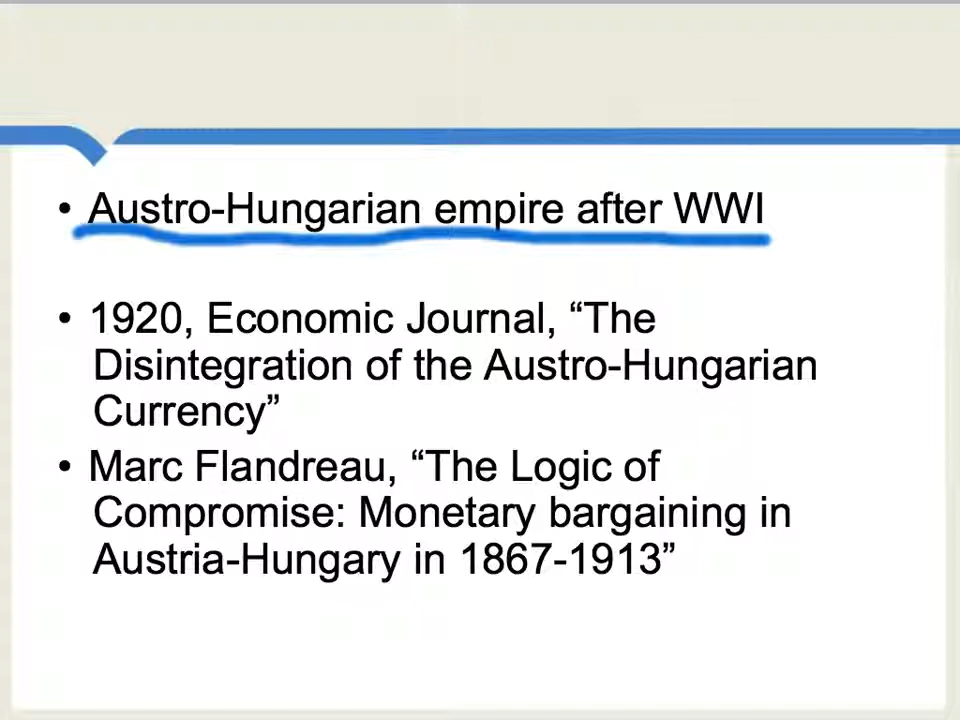 • Austro-Hungarian empire after WWI
• 1920, Economic Journal, “The
Disintegration of the Austro-Hungarian
Currency”
• Marc Flandreau, “The Logic of
Compromise: Monetary bargaining in
Austria-Hungary in 1867-1913”